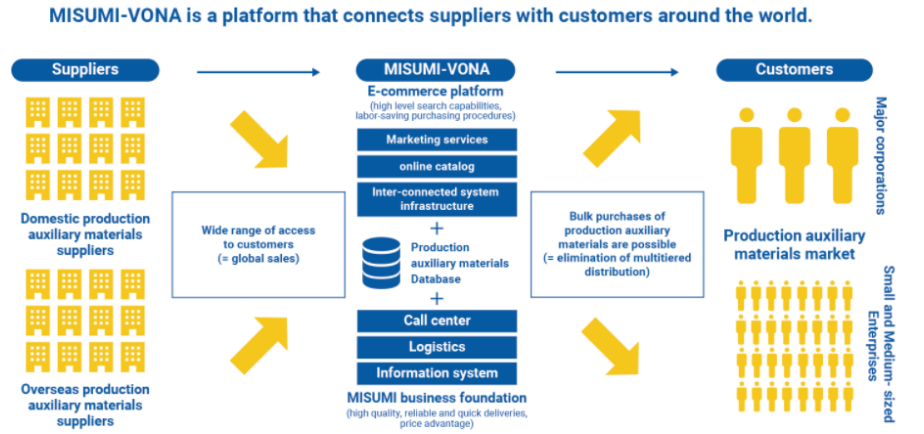 MISUMI-VONA is a platform that connects suppliers with customers around the world.
Suppliers
Domestic production
auxiliary materials
suppliers
Overseas production
auxiliary materials
suppliers
Wide range of access
to customers
(= global sales)
MISUMI-VONA
E-commerce platform
(high level search capabilities,
labor-saving purchasing procedures)
Marketing services
online catalog
Inter-connected system
infrastructure
+
Production
auxiliary materials
Database
+
Call center
Logistics
Information system
MISUMI business foundation
(high quality, reliable and quick deliveries,
price advantage)
Bulk purchases of
production auxiliary
materials are possible
(= elimination of multitiered
distribution)
Customers
Major corporations
Production auxiliary
materials market
Small and Medium- sized
Enterprises